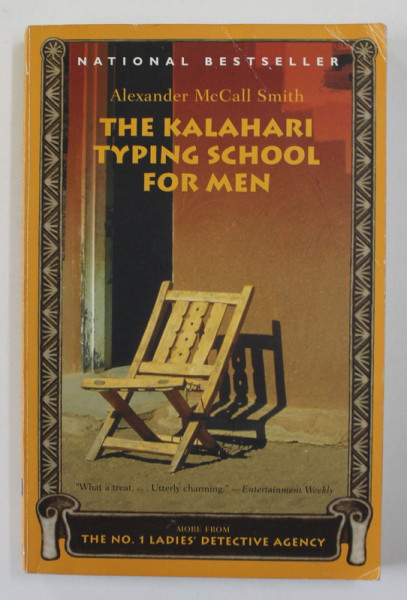 NATIONAL BESTSELLER
Alexander McCall Smith
THE KALAHARI
TYPING SCHOOL
FOR MEN
"What a treat. . . . Utterly charming." —Entertainment Weekly
MORE FROM
THE NO. 1 LADIES' DETECTIVE AGENCY